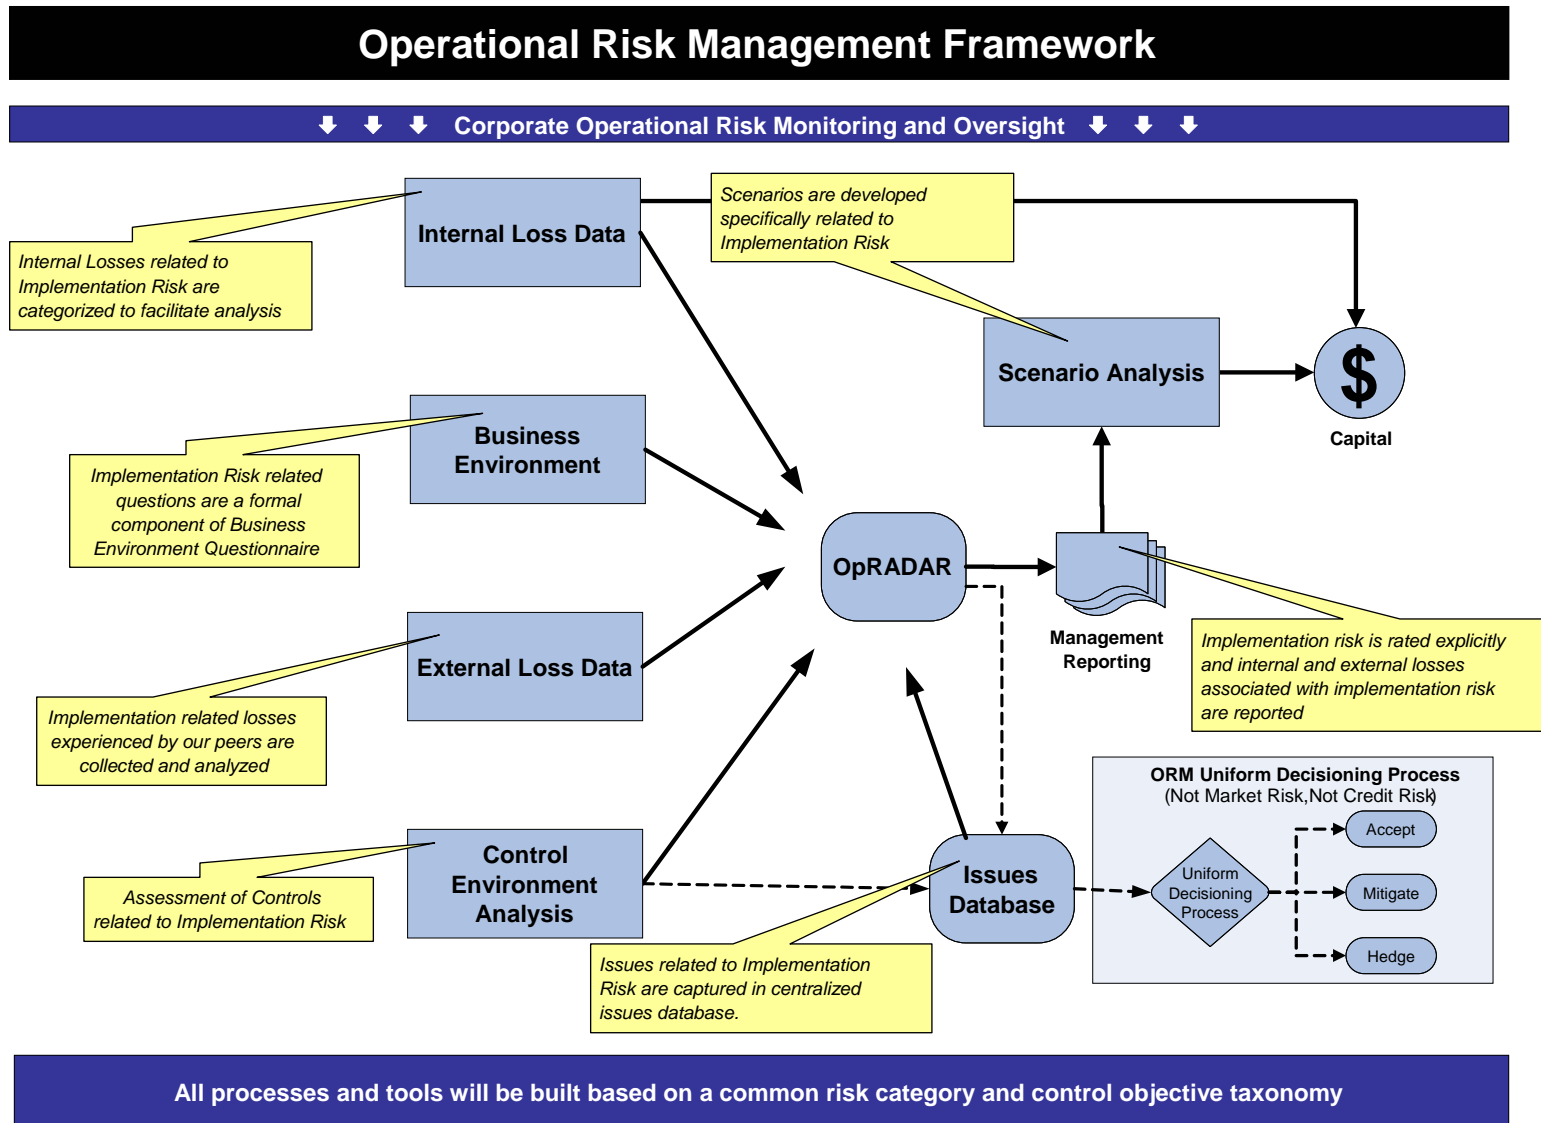 Operational Risk Management Framework
Corporate Operational Risk Monitoring and Oversight
Internal Loss Data
Scenarios are developed
specifically related to
Implementation Risk
Internal Losses related to
Implementation Risk are
categorized to facilitate analysis
Scenario Analysis
$
Capital
Business
Environment
Implementation Risk related
questions are a formal
component of Business
Environment Questionnaire
OpRADAR
Management
Reporting
Implementation risk is rated explicitly
and internal and external losses
associated with implementation risk
are reported
External Loss Data
Implementation related losses
experienced by our peers are
collected and analyzed
ORM Uniform Decisioning Process
(Not Market Risk,Not Credit Risk)
Accept
Uniform
Decisioning
Process
Mitigate
Hedge
Control
Environment
Analysis
Assessment of Controls
related to Implementation Risk
Issues
Database
Issues related to Implementation
Risk are captured in centralized
issues database.
All processes and tools will be built based on a common risk category and control objective taxonomy